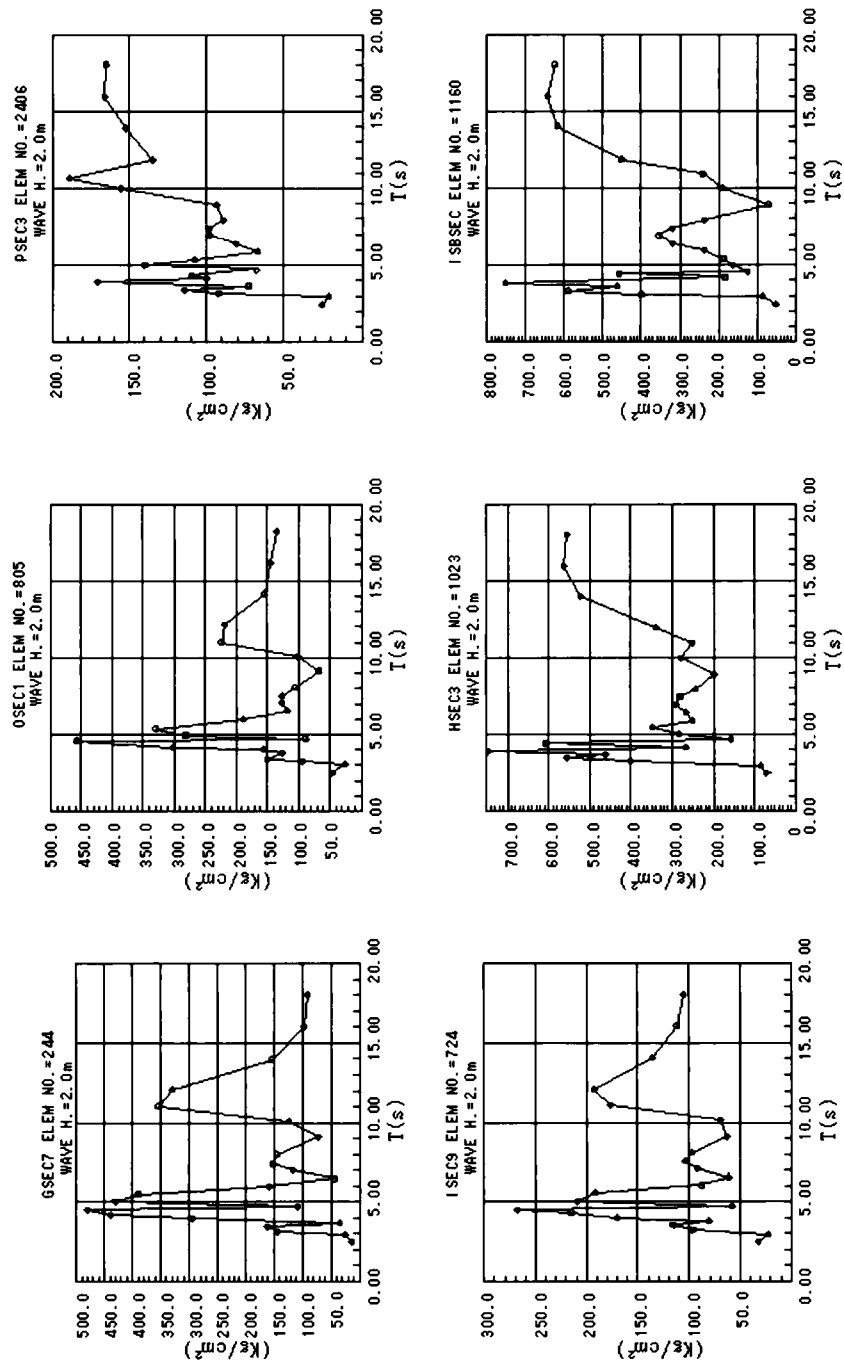 GSEC7 ELEM NO.=244
WAVE H.=2.0m
500.0
450.0
400.0
350.0
300.0
250.0
200.0
150.0
100.0
50.0
(Kg/cm²)
0.00 5.00 10.00 15.00 20.00
T(s)
OSEC1 ELEM NO.=805
WAVE H.=2.0m
500.0
450.0
400.0
350.0
300.0
250.0
200.0
150.0
100.0
50.0
(Kg/cm²)
0.00 5.00 10.00 15.00 20.00
T(s)
PSEC3 ELEM NO.=2406
WAVE H.=2.0m
200.0
150.0
100.0
50.0
(Kg/cm²)
0.00 5.00 10.00 15.00 20.00
T(s)
ISEC9 ELEM NO.=724
WAVE H.=2.0m
300.0
250.0
200.0
150.0
100.0
50.0
(Kg/cm²)
0.00 5.00 10.00 15.00 20.00
T(s)
HSEC3 ELEM NO.=1023
WAVE H.=2.0m
700.0
600.0
500.0
400.0
300.0
200.0
100.0
0
(Kg/cm²)
0.00 5.00 10.00 15.00 20.00
T(s)
ISBSEC ELEM NO.=1160
WAVE H.=2.0m
800.0
700.0
600.0
500.0
400.0
300.0
200.0
100.0
0
(Kg/cm²)
0.00 5.00 10.00 15.00 20.00
T(s)